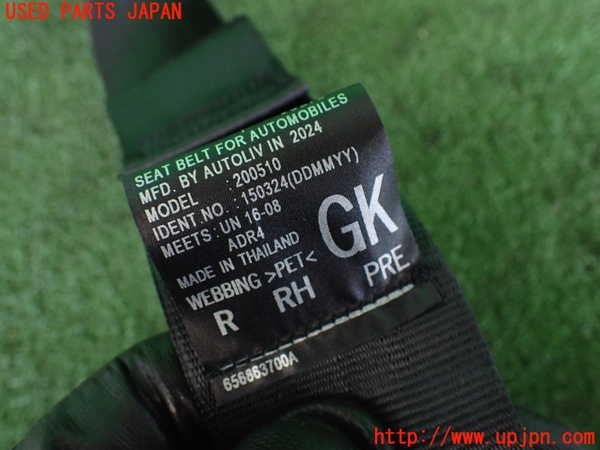 USED PARTS JAPAN
SEAT BELT FOR AUTOMOBILES
MFD. BY AUTOLIV IN 2024
MODEL : 200510
IDENT.NO. : 150324(DDMMYY)
MEETS : UN 16-08
ADR4
MADE IN THAILAND
WEBBING >PET<
GK
R RH PRE
656863700A
http://www.upjpn.com/